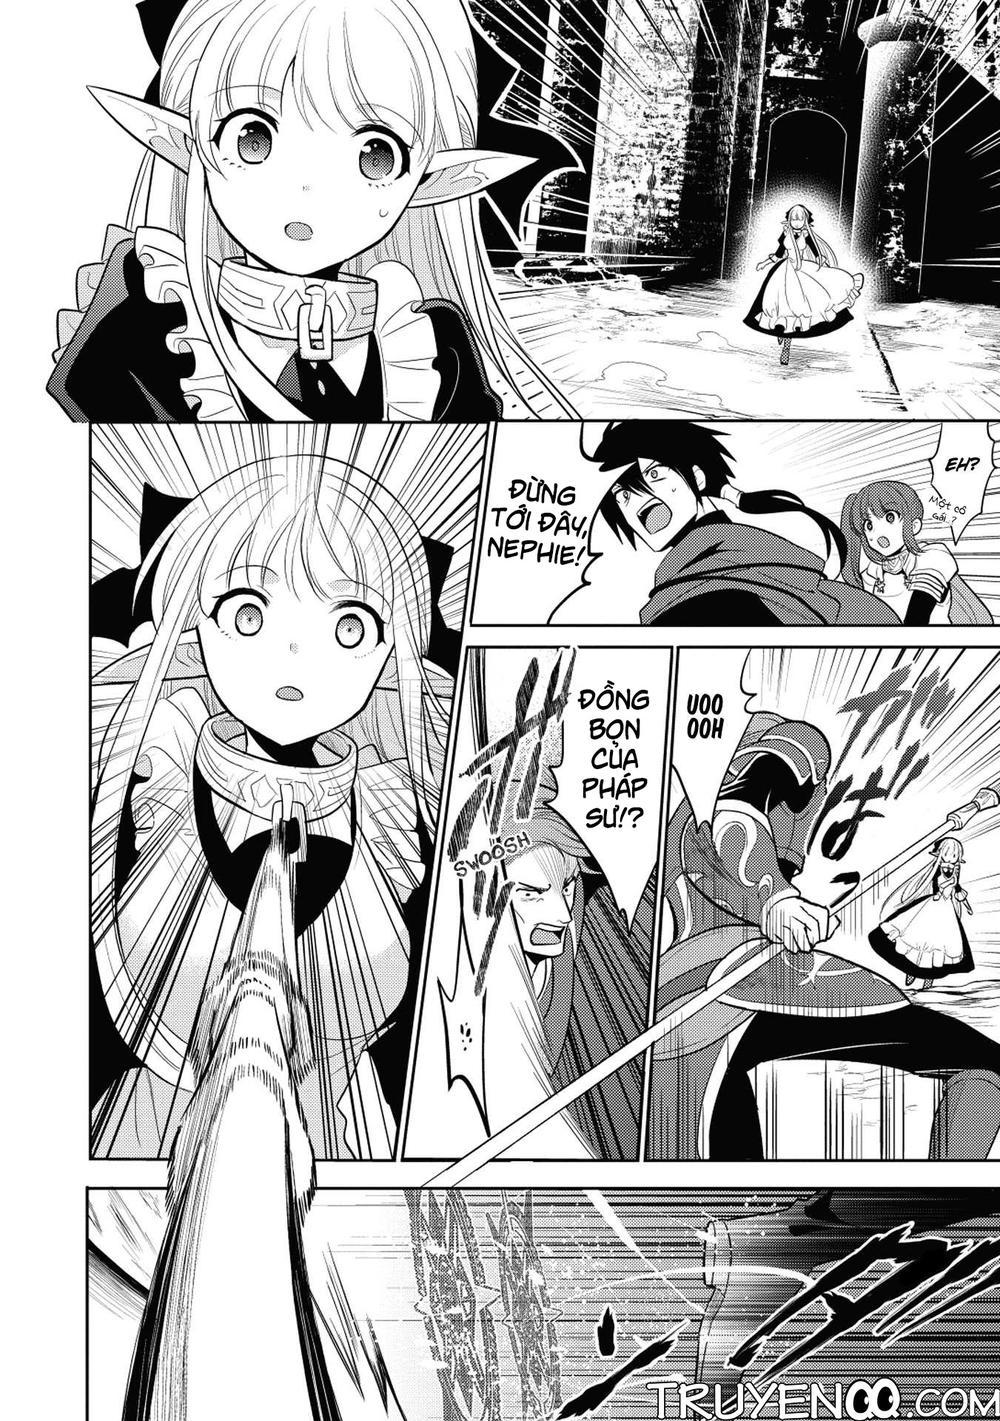 EH?
Một cô
gái..?
ĐỪNG
TỚI ĐÂY,
NEPHIE!
UOO
OOH
ĐỒNG
BỌN
CỦA
PHÁP
SƯ!?
SWOOSH
TRUYENQQ.COM